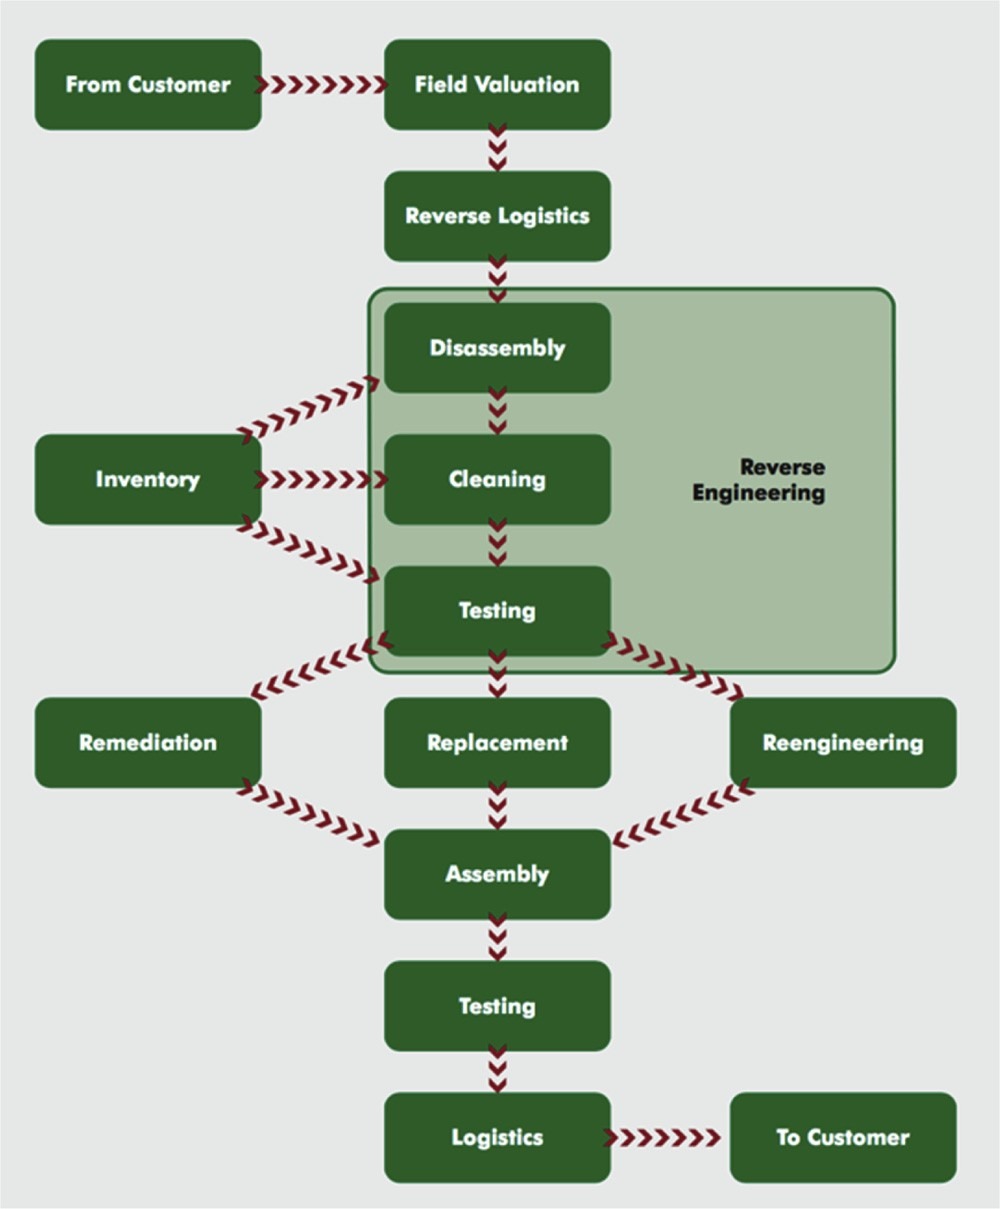 From Customer
Field Valuation
Reverse Logistics
Disassembly
Inventory
Cleaning
Reverse
Engineering
Testing
Remediation
Replacement
Reengineering
Assembly
Testing
Logistics
To Customer